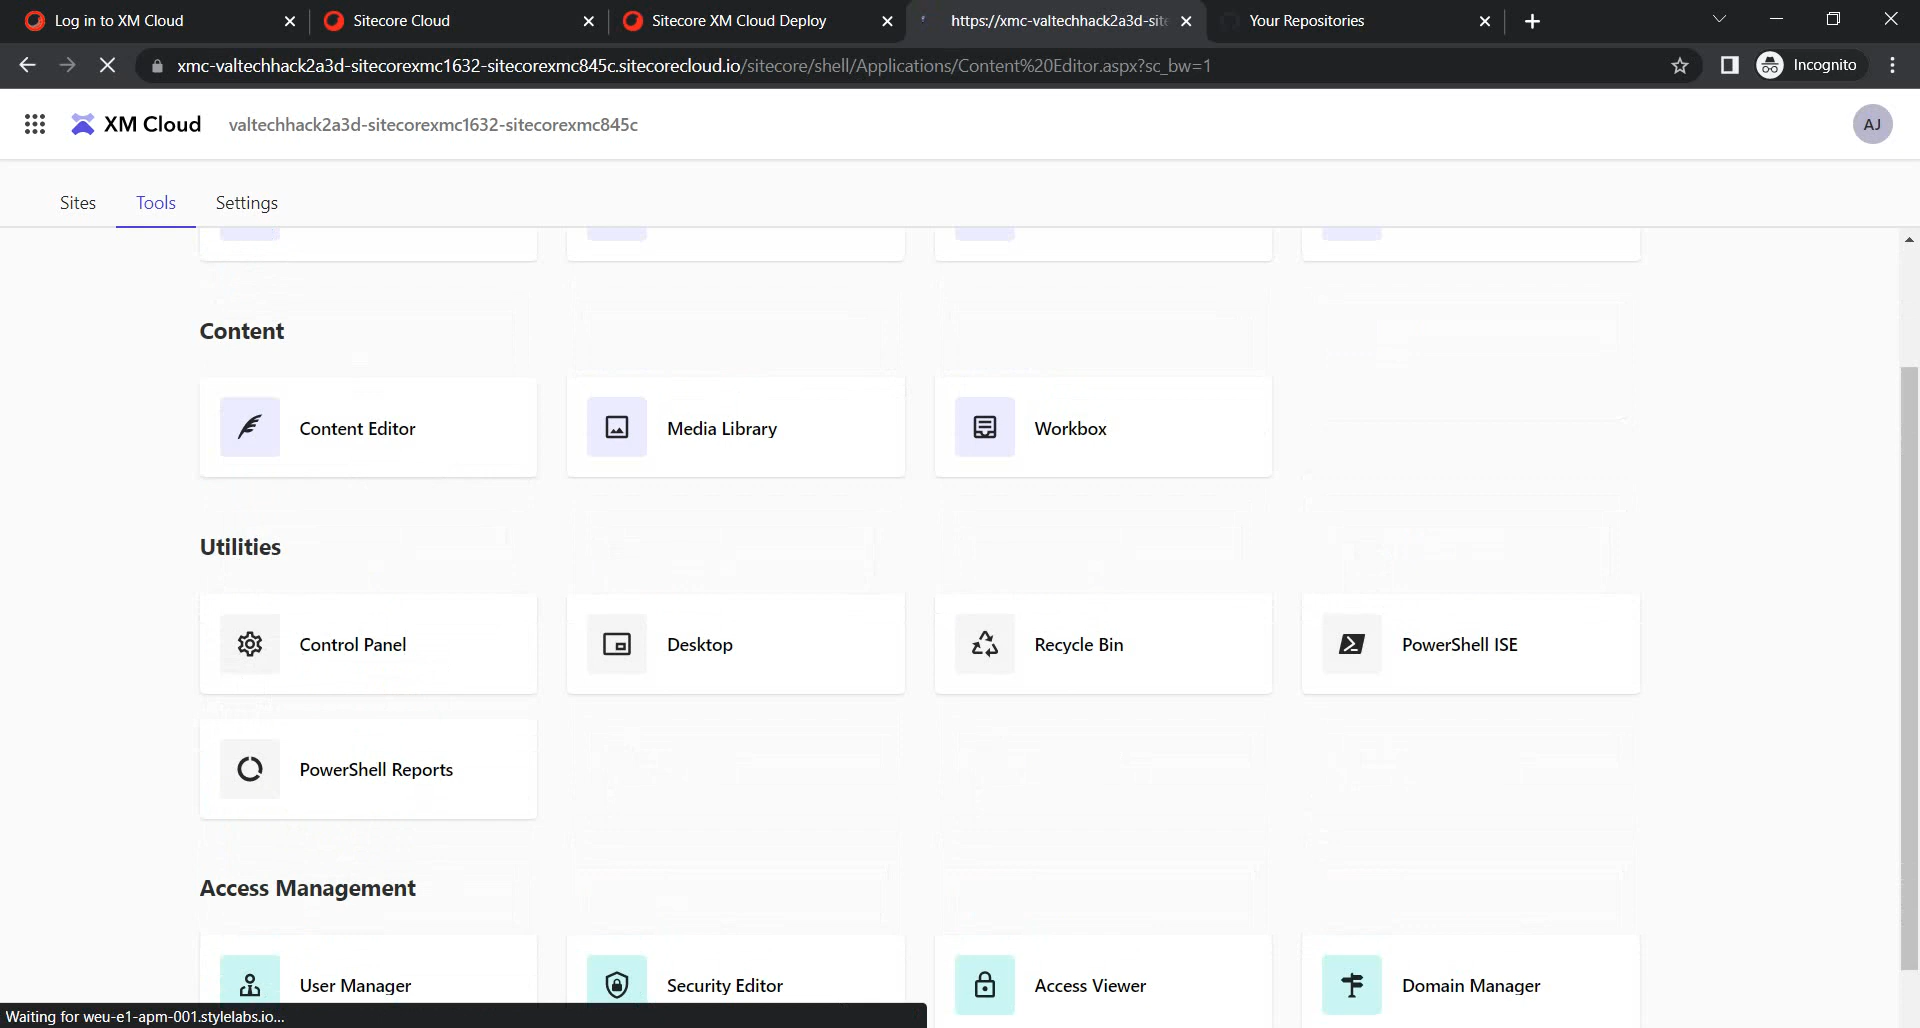 Log in to XM Cloud
Sitecore Cloud
Sitecore XM Cloud Deploy
https://xmc-valtechhack2a3d-site
Your Repositories
xmc-valtechhack2a3d-sitecorexmc1632-sitecorexmc845c.sitecorecloud.io/sitecore/shell/Applications/Content%20Editor.aspx?sc_bw=1
Incognito
XM Cloud
valtechhack2a3d-sitecorexmc1632-sitecorexmc845c
AJ
Sites
Tools
Settings
Content
Content Editor
Media Library
Workbox
Utilities
Control Panel
Desktop
Recycle Bin
PowerShell ISE
PowerShell Reports
Access Management
User Manager
Security Editor
Access Viewer
Domain Manager
Waiting for weu-e1-apm-001.stylelabs.io...